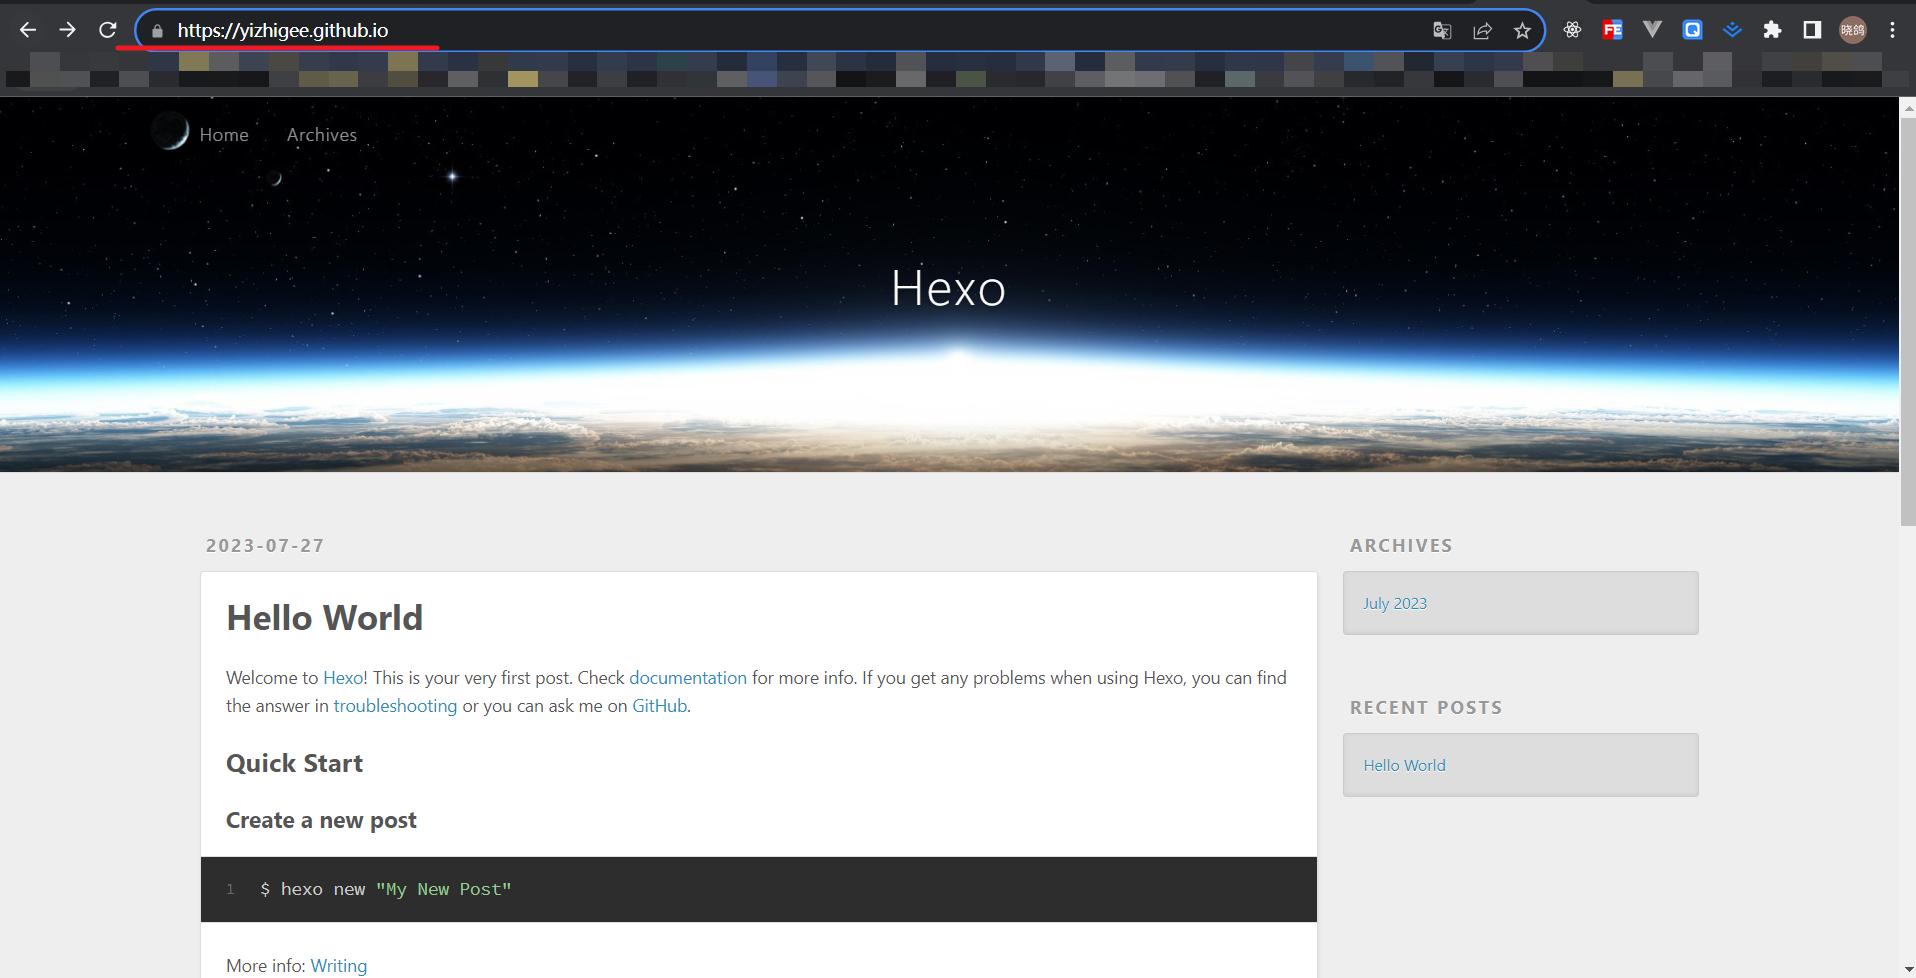 https://yizhigee.github.io
FE
晓鸽
Home Archives
Hexo
2023-07-27
Hello World
Welcome to Hexo! This is your very first post. Check documentation for more info. If you get any problems when using Hexo, you can find
the answer in troubleshooting or you can ask me on GitHub.
Quick Start
Create a new post
1 $ hexo new "My New Post"
More info: Writing
ARCHIVES
July 2023
RECENT POSTS
Hello World